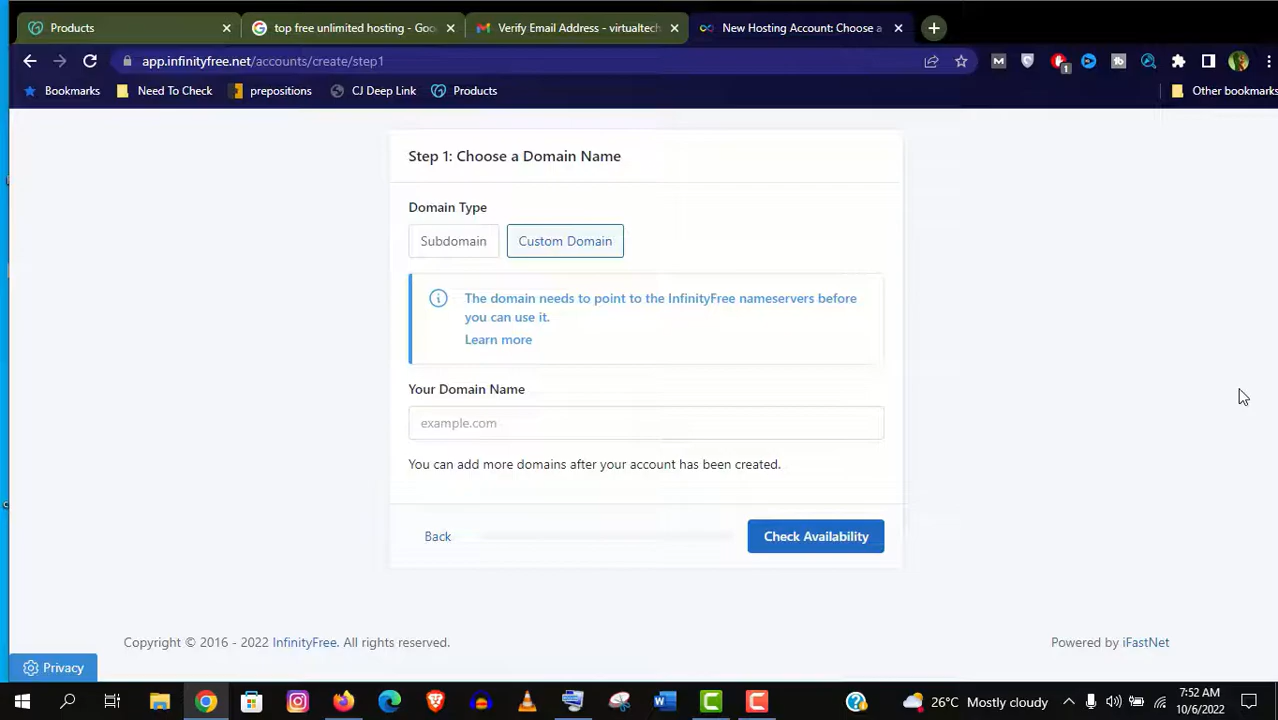 Products
top free unlimited hosting - Goo
Verify Email Address - virtualtech
New Hosting Account: Choose a
app.infinityfree.net/accounts/create/step1
1
Bookmarks
Need To Check
prepositions
CJ Deep Link
Products
Other bookmarks
Step 1: Choose a Domain Name
Domain Type
Subdomain
Custom Domain
The domain needs to point to the InfinityFree nameservers before
you can use it.
Learn more
Your Domain Name
example.com
You can add more domains after your account has been created.
Back
Check Availability
Copyright © 2016 - 2022 InfinityFree. All rights reserved.
Powered by iFastNet
Privacy
26°C Mostly cloudy
7:52 AM
10/6/2022